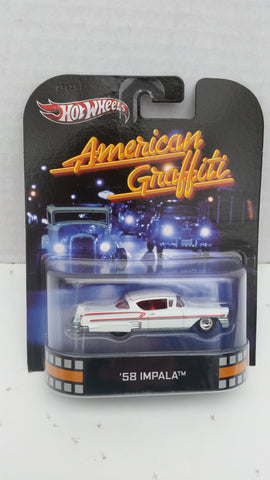 HOT WHEELS
American
Graffiti
'58 IMPALA™